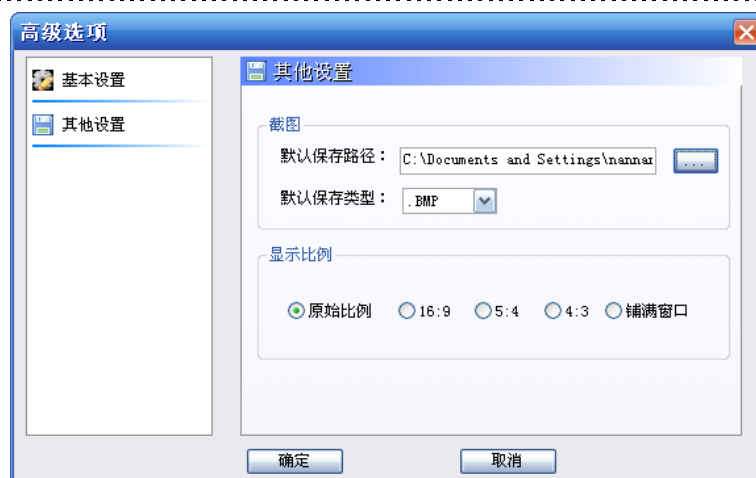 高级选项
基本设置
其他设置
其他设置
截图
默认保存路径： C:\Documents and Settings\nannar ...
默认保存类型： .BMP
显示比例
原始比例 16:9 5:4 4:3 铺满窗口
确定 取消